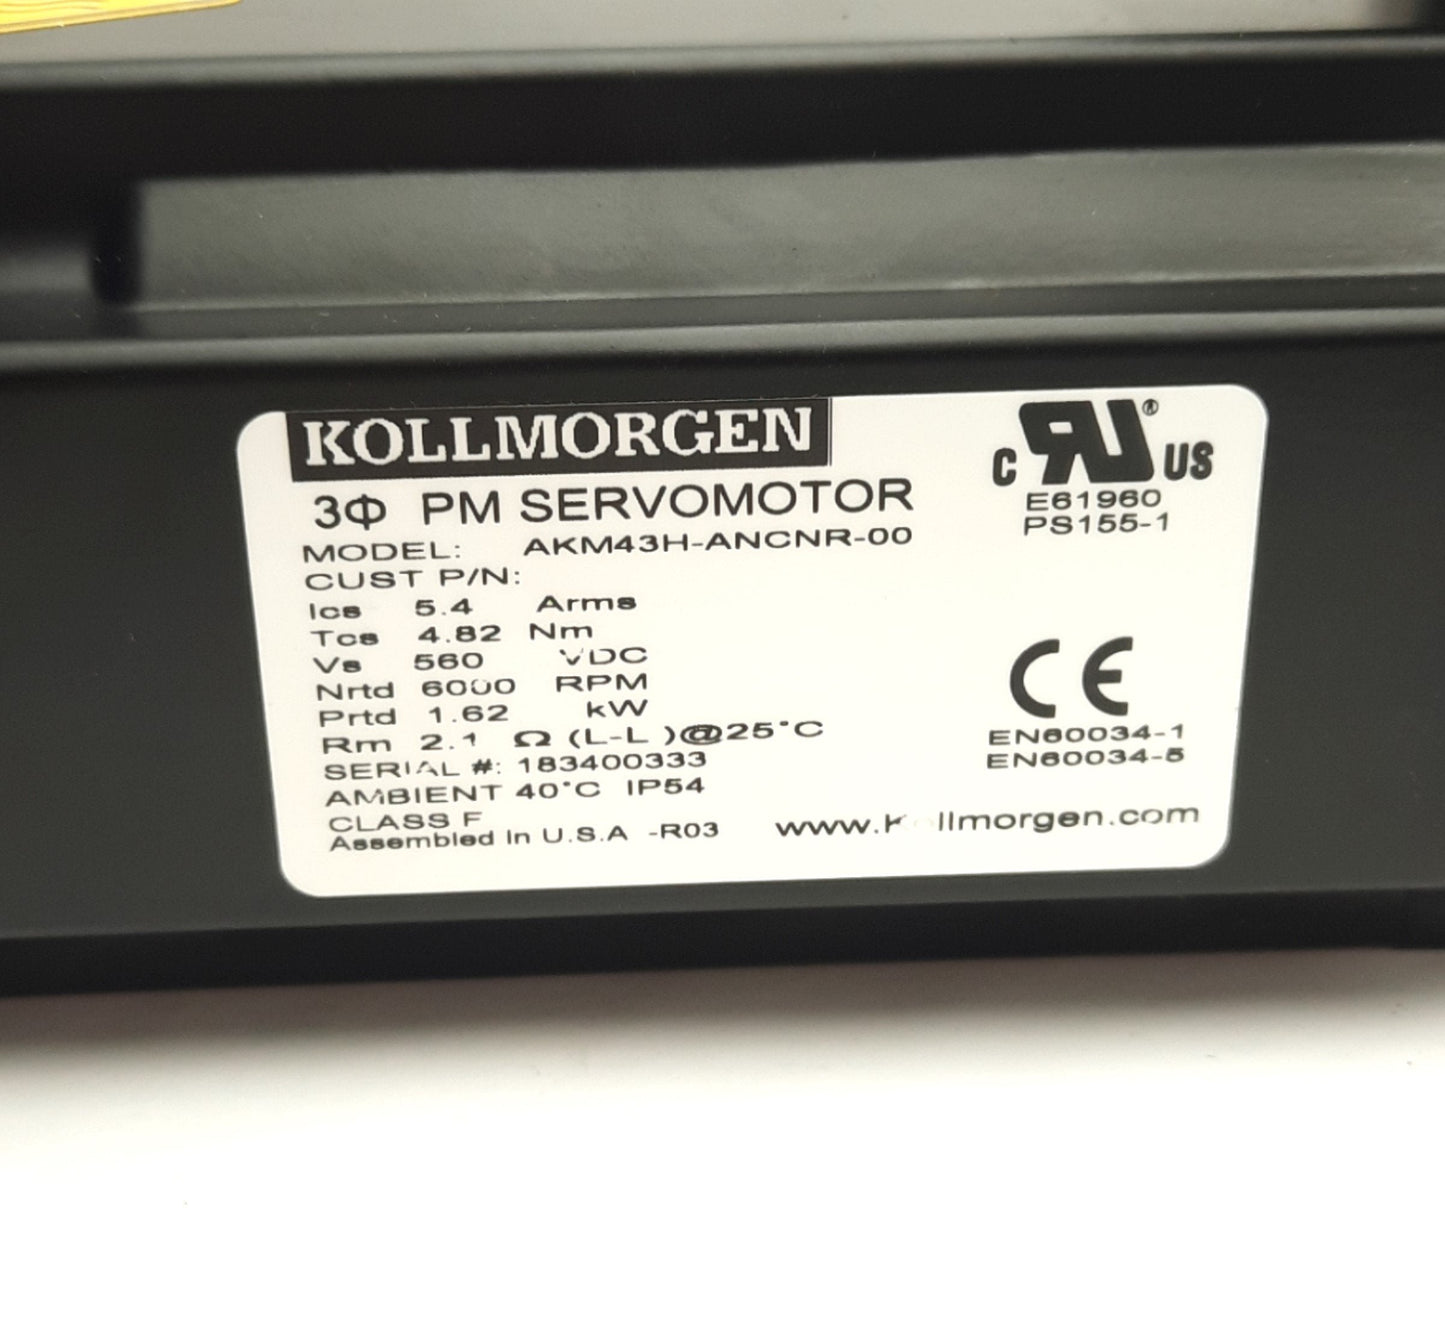 KOLLMORGEN
3Φ PM SERVOMOTOR
MODEL: AKM43H-ANCNR-00
CUST P/N:
Ics 5.4 Arms
Tcs 4.82 Nm
Vs 560 VDC
Nrtd 6000 RPM
Prtd 1.62 kW
Rm 2.1 Ω (L-L )@25°C
SERIAL #: 183400333
AMBIENT 40°C IP54
CLASS F
Assembled In U.S.A -R03
c RU® US
E61960
PS155-1
CE
EN60034-1
EN60034-5
www.Kollmorgen.com